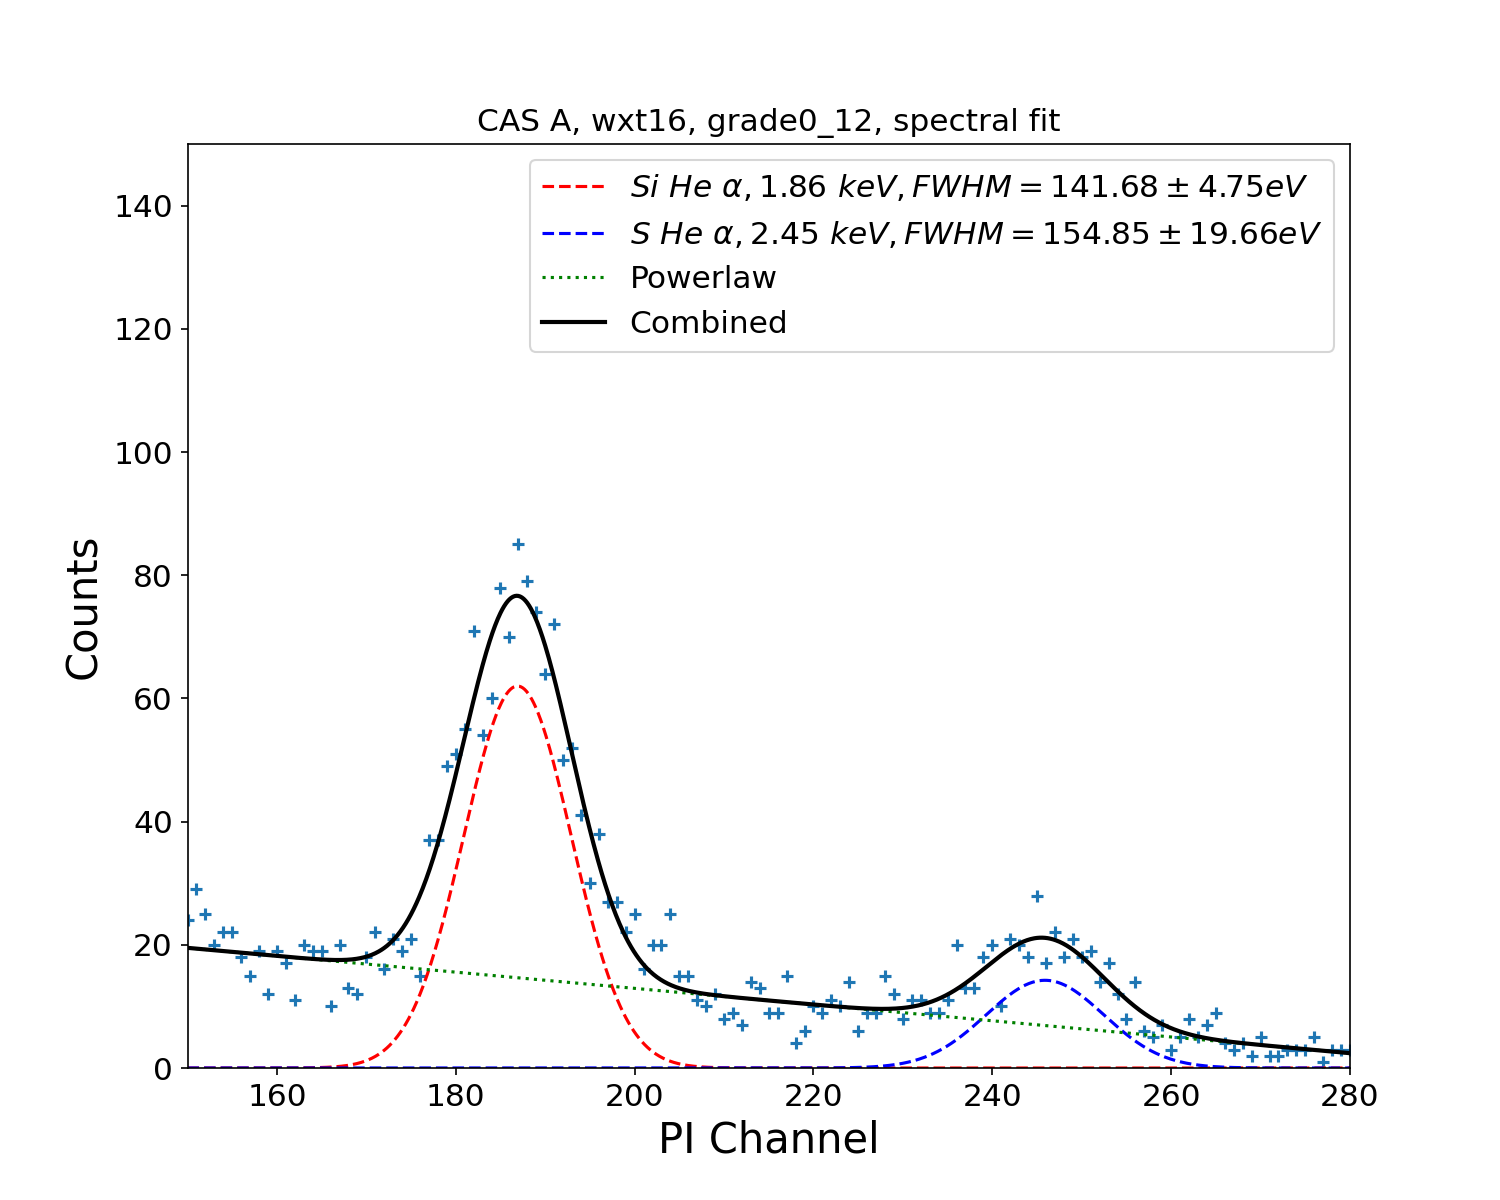 CAS A, wxt16, grade0_12, spectral fit
Si He α, 1.86 keV, FWHM = 141.68 ± 4.75eV
S He α, 2.45 keV, FWHM = 154.85 ± 19.66eV
Powerlaw
Combined
140
120
100
80
60
40
20
0
Counts
160 180 200 220 240 260 280
PI Channel